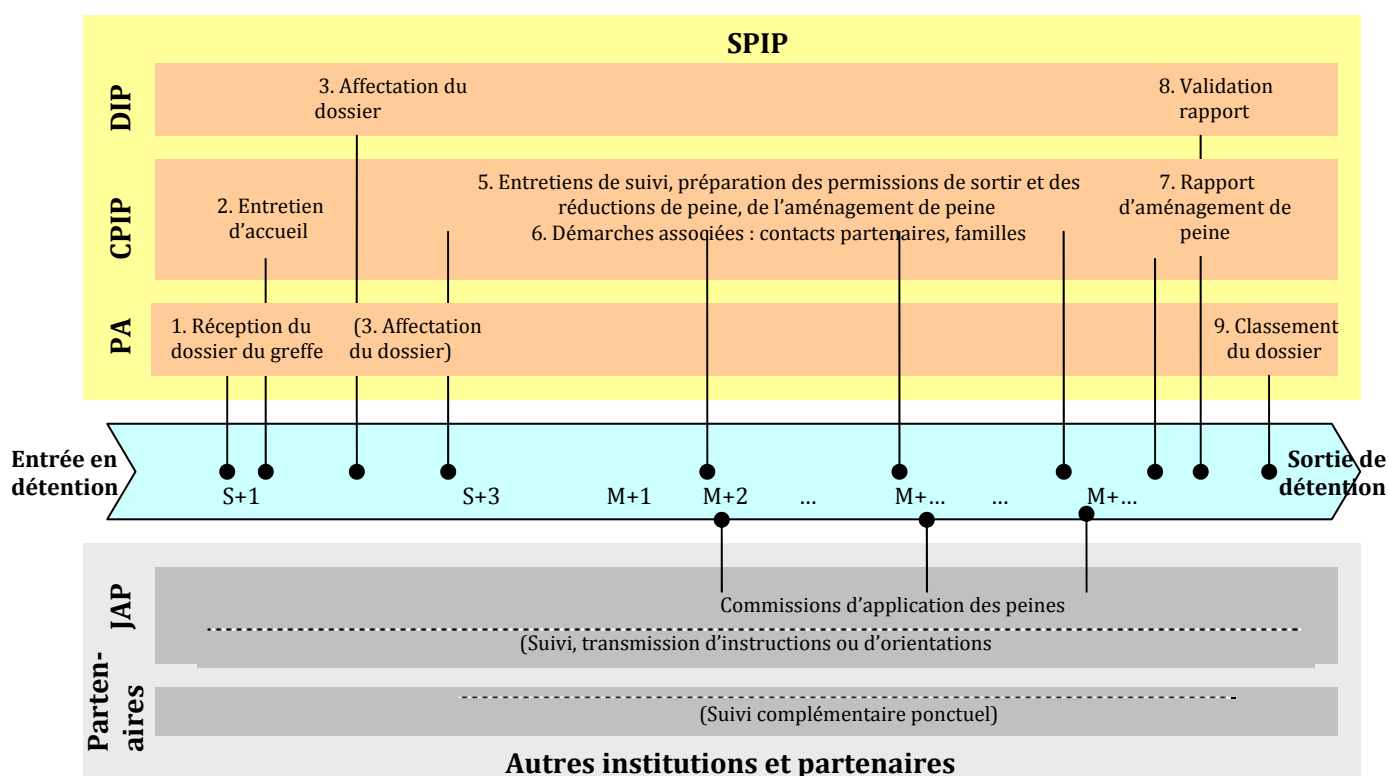 SPIP
DIP
3. Affectation du
dossier
8. Validation
rapport
CPIP
2. Entretien
d’accueil
5. Entretiens de suivi, préparation des permissions de sortir et des
réductions de peine, de l’aménagement de peine
6. Démarches associées : contacts partenaires, familles
7. Rapport
d’aménagement de
peine
PA
1. Réception du
dossier du greffe
(3. Affectation
du dossier)
9. Classement
du dossier
Entrée en
détention
S+1
S+3
M+1
M+2
...
M+...
...
M+...
Sortie de
détention
JAP
Commissions d’application des peines
(Suivi, transmission d’instructions ou d’orientations
Parten-
aires
(Suivi complémentaire ponctuel)
Autres institutions et partenaires